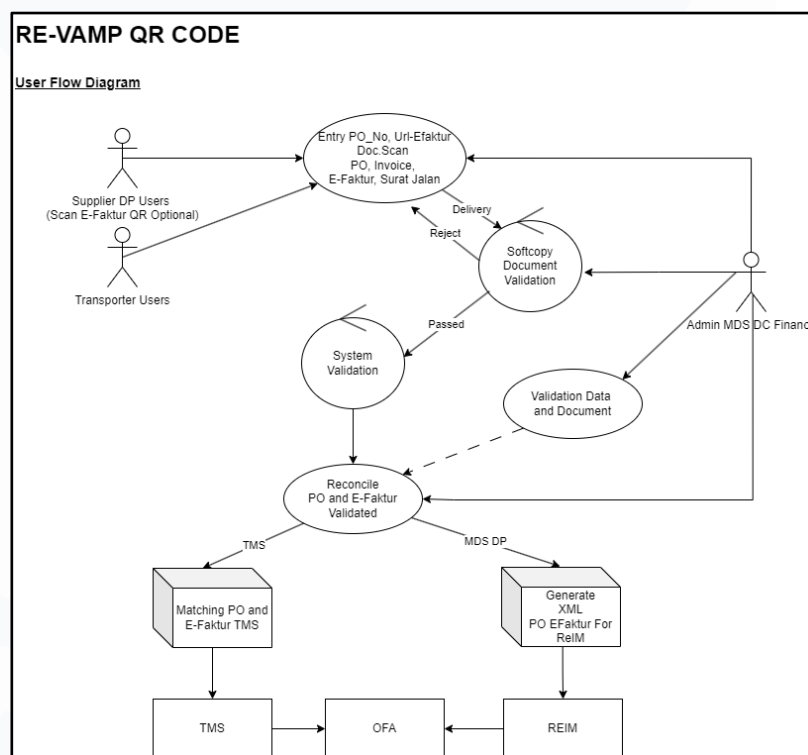 RE-VAMP QR CODE
User Flow Diagram
Entry PO_No, Url-Efaktur
Doc.Scan
PO, Invoice,
E-Faktur, Surat Jalan
Supplier DP Users
(Scan E-Faktur QR Optional)
Delivery
Reject
Softcopy
Document
Validation
Transporter Users
Admin MDS DC Financ
Passed
System
Validation
Validation Data
and Document
Reconcile
PO and E-Faktur
Validated
TMS
MDS DP
Matching PO and
E-Faktur TMS
Generate
XML
PO EFaktur For
ReIM
TMS
OFA
REIM